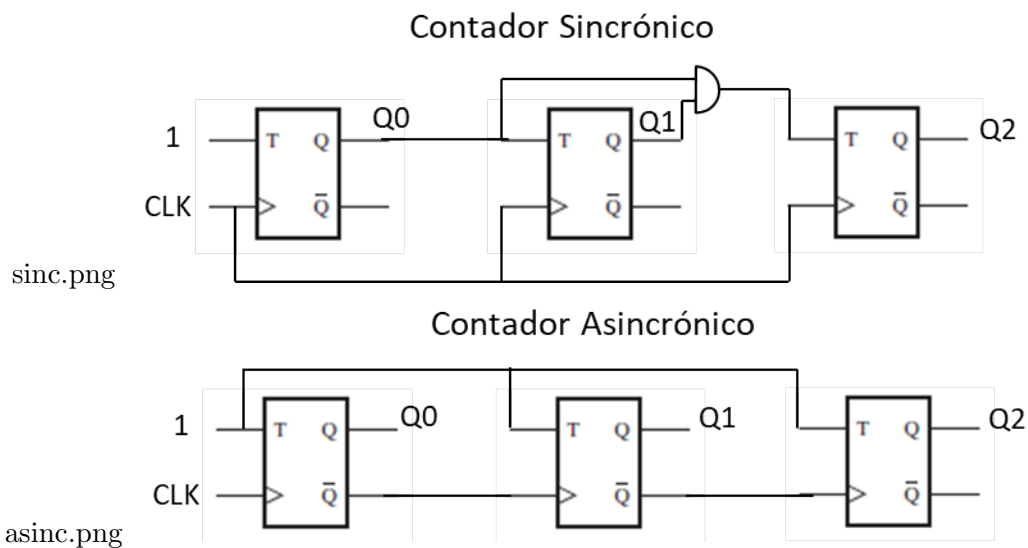 Contador Sincrónico
1 T Q Q0 T Q Q1 T Q Q2
CLK Q̅ Q̅ Q̅
sinc.png
Contador Asincrónico
1 T Q Q0 T Q Q1 T Q Q2
CLK Q̅ Q̅ Q̅
asinc.png